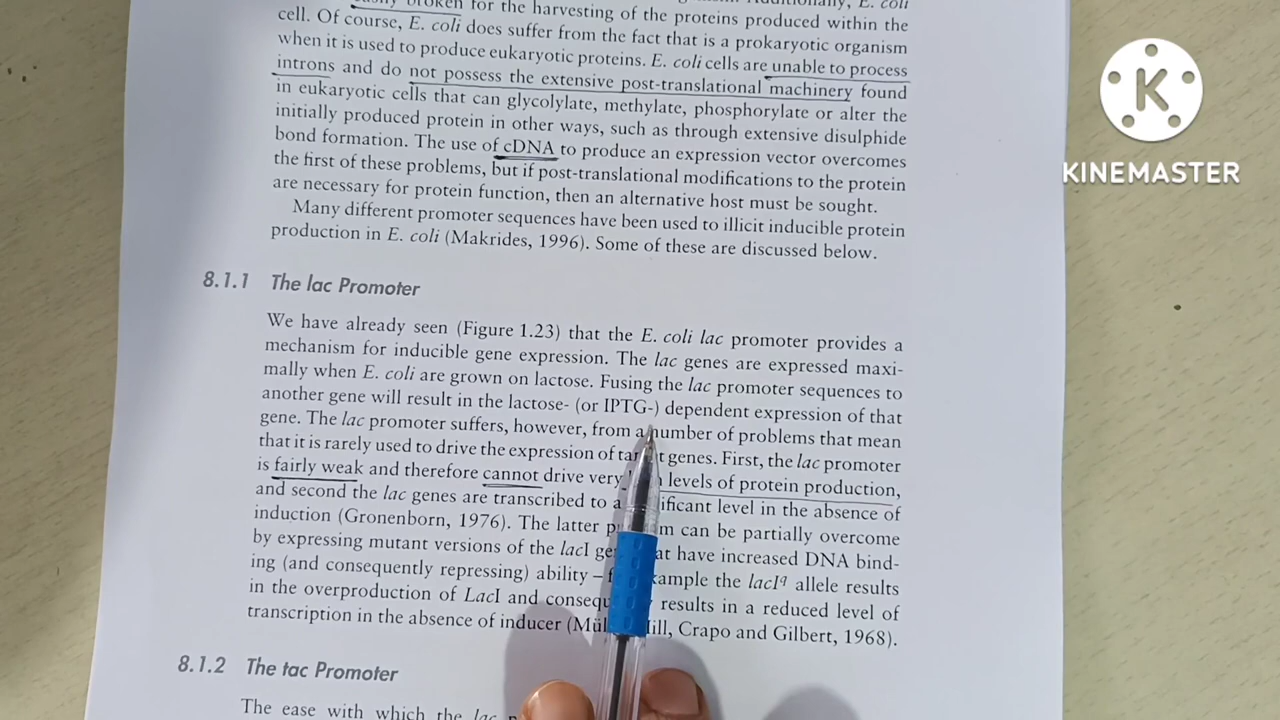 broken for the harvesting of the proteins produced within the
cell. Of course, E. coli does suffer from the fact that is a prokaryotic organism
when it is used to produce eukaryotic proteins. E. coli cells are unable to process
introns and do not possess the extensive post-translational machinery found
in eukaryotic cells that can glycolylate, methylate, phosphorylate or alter the
initially produced protein in other ways, such as through extensive disulphide
bond formation. The use of cDNA to produce an expression vector overcomes
the first of these problems, but if post-translational modifications to the protein
are necessary for protein function, then an alternative host must be sought.
Many different promoter sequences have been used to illicit inducible protein
production in E. coli (Makrides, 1996). Some of these are discussed below.
8.1.1 The lac Promoter
We have already seen (Figure 1.23) that the E. coli lac promoter provides a
mechanism for inducible gene expression. The lac genes are expressed maxi-
mally when E. coli are grown on lactose. Fusing the lac promoter sequences to
another gene will result in the lactose- (or IPTG-) dependent expression of that
gene. The lac promoter suffers, however, from a number of problems that mean
that it is rarely used to drive the expression of genes. First, the lac promoter
is fairly weak and therefore cannot drive very levels of protein production,
and second the lac genes are transcribed to a level in the absence of
induction (Gronenborn, 1976). The latter can be partially overcome
by expressing mutant versions of the lacI have increased DNA bind-
ing (and consequently repressing) ability – the lacIq allele results
in the overproduction of LacI and results in a reduced level of
transcription in the absence of inducer (Crapo and Gilbert, 1968).
8.1.2 The tac Promoter
The ease with which the lac
K
KINEMASTER